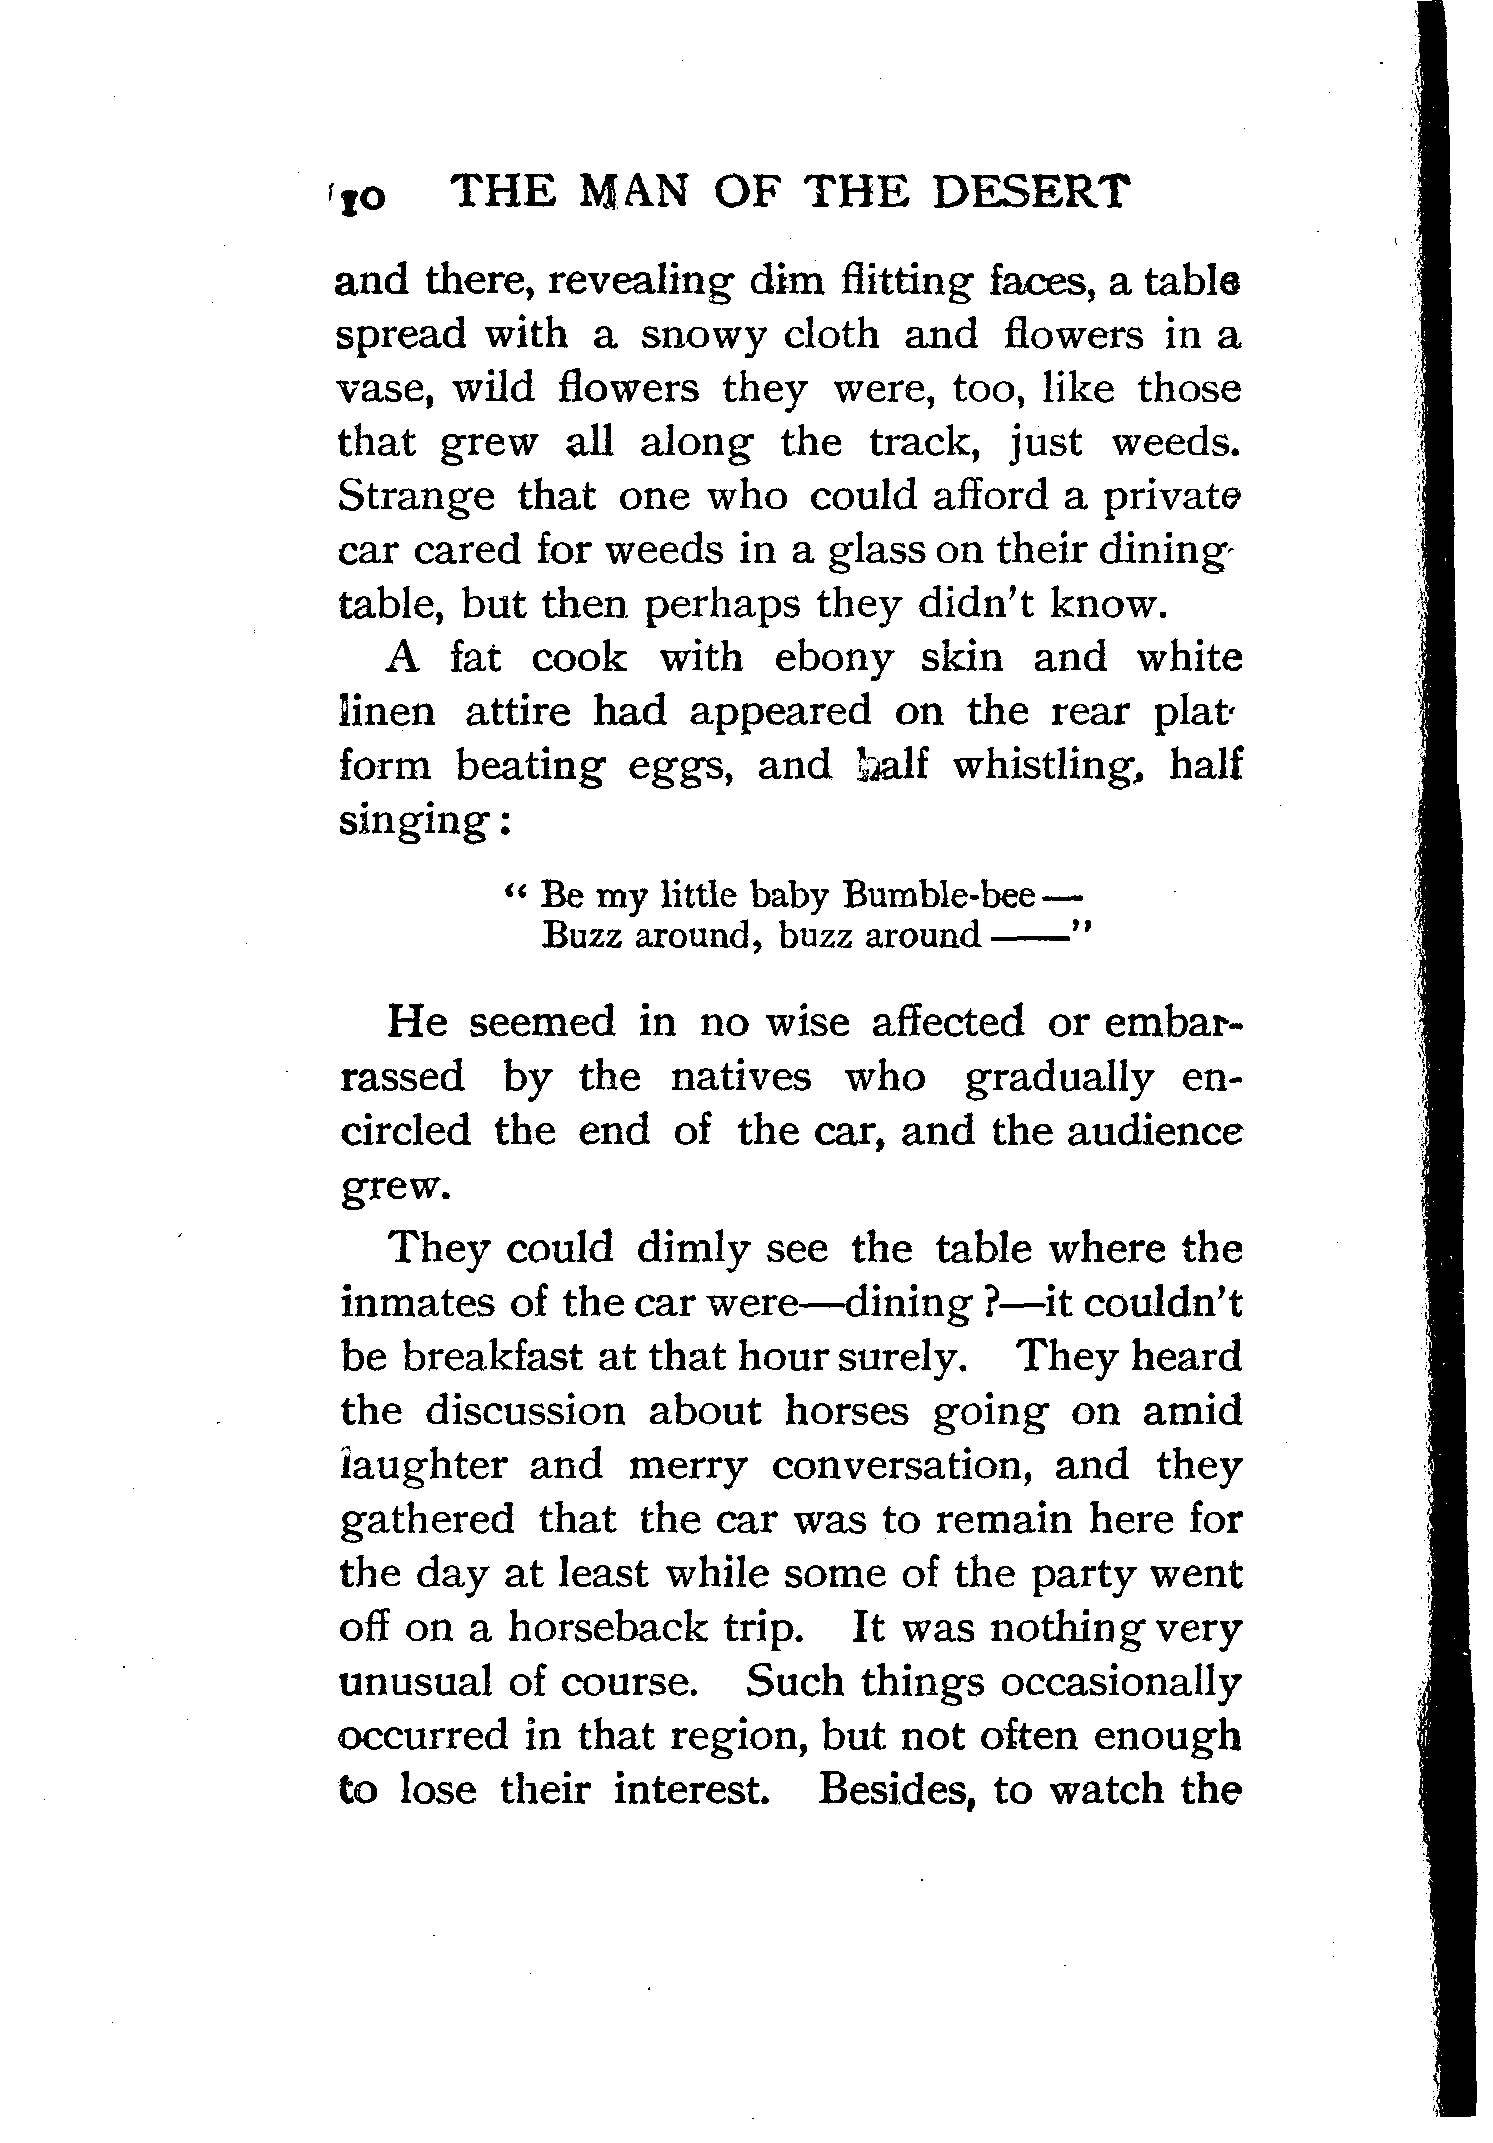 10 THE MAN OF THE DESERT
and there, revealing dim flitting faces, a table
spread with a snowy cloth and flowers in a
vase, wild flowers they were, too, like those
that grew all along the track, just weeds.
Strange that one who could afford a private
car cared for weeds in a glass on their dining-
table, but then perhaps they didn't know.
A fat cook with ebony skin and white
linen attire had appeared on the rear plat-
form beating eggs, and half whistling, half
singing:
"Be my little baby Bumble-bee—
Buzz around, buzz around ——"
He seemed in no wise affected or embar-
rassed by the natives who gradually en-
circled the end of the car, and the audience
grew.
They could dimly see the table where the
inmates of the car were—dining?—it couldn't
be breakfast at that hour surely. They heard
the discussion about horses going on amid
laughter and merry conversation, and they
gathered that the car was to remain here for
the day at least while some of the party went
off on a horseback trip. It was nothing very
unusual of course. Such things occasionally
occurred in that region, but not often enough
to lose their interest. Besides, to watch the